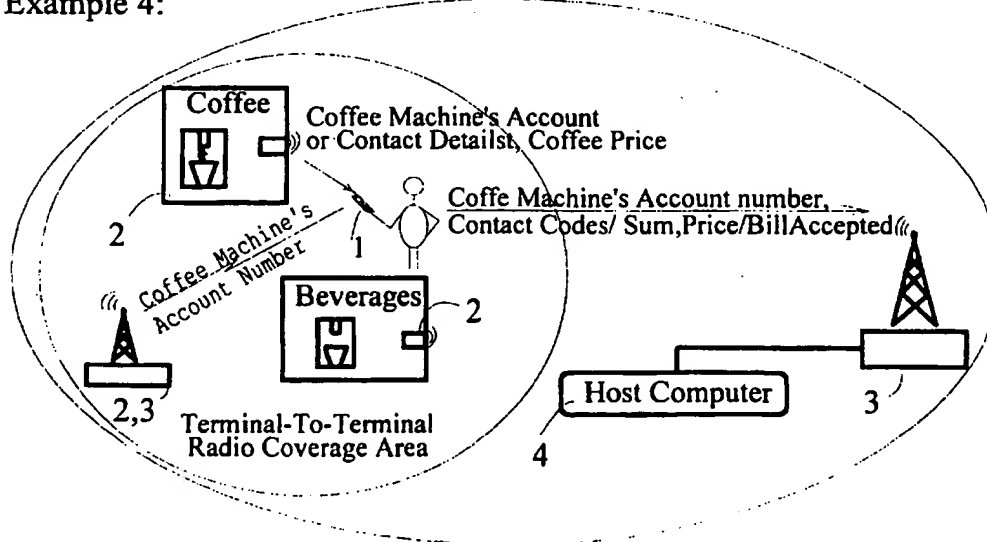 Example 4:
Coffee
Coffee Machine's Account
or Contact Detailst, Coffee Price
2
1
Coffe Machine's Account number,
Contact Codes/ Sum,Price/BillAccepted
Coffee Machine's
Account Number
Beverages
2
2,3
Terminal-To-Terminal
Radio Coverage Area
Host Computer
3
4